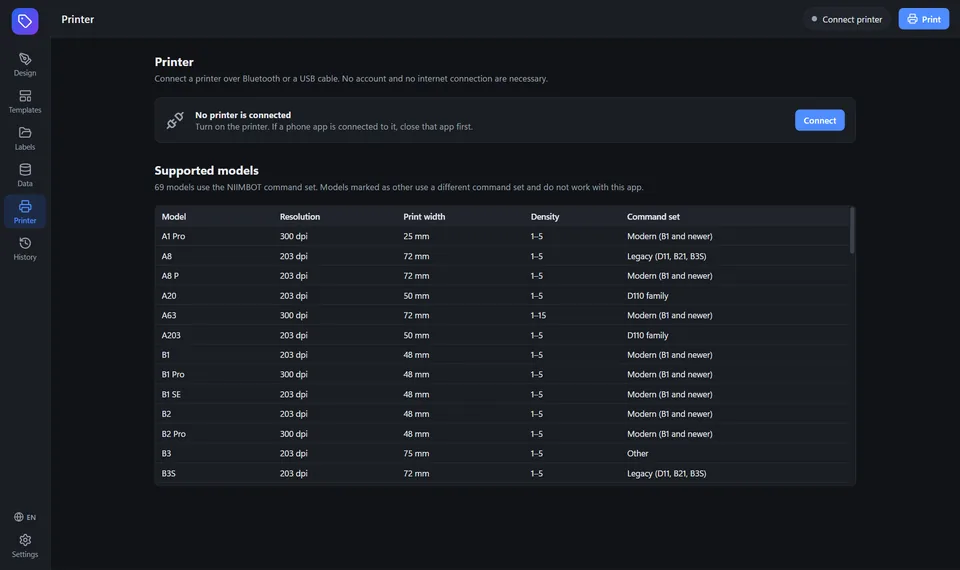 Printer
Connect printer
Print
Design
Templates
Labels
Data
Printer
History
EN
Settings
Printer
Connect a printer over Bluetooth or a USB cable. No account and no internet connection are necessary.
No printer is connected
Turn on the printer. If a phone app is connected to it, close that app first.
Connect
Supported models
69 models use the NIIMBOT command set. Models marked as other use a different command set and do not work with this app.
Model Resolution Print width Density Command set
A1 Pro 300 dpi 25 mm 1–5 Modern (B1 and newer)
A8 203 dpi 72 mm 1–5 Legacy (D11, B21, B3S)
A8 P 203 dpi 72 mm 1–5 Modern (B1 and newer)
A20 203 dpi 50 mm 1–5 D110 family
A63 300 dpi 72 mm 1–15 Modern (B1 and newer)
A203 203 dpi 50 mm 1–5 D110 family
B1 203 dpi 48 mm 1–5 Modern (B1 and newer)
B1 Pro 300 dpi 48 mm 1–5 Modern (B1 and newer)
B1 SE 203 dpi 48 mm 1–5 Modern (B1 and newer)
B2 203 dpi 48 mm 1–5 Modern (B1 and newer)
B2 Pro 300 dpi 48 mm 1–5 Modern (B1 and newer)
B3 203 dpi 75 mm 1–5 Other
B3S 203 dpi 72 mm 1–5 Legacy (D11, B21, B3S)